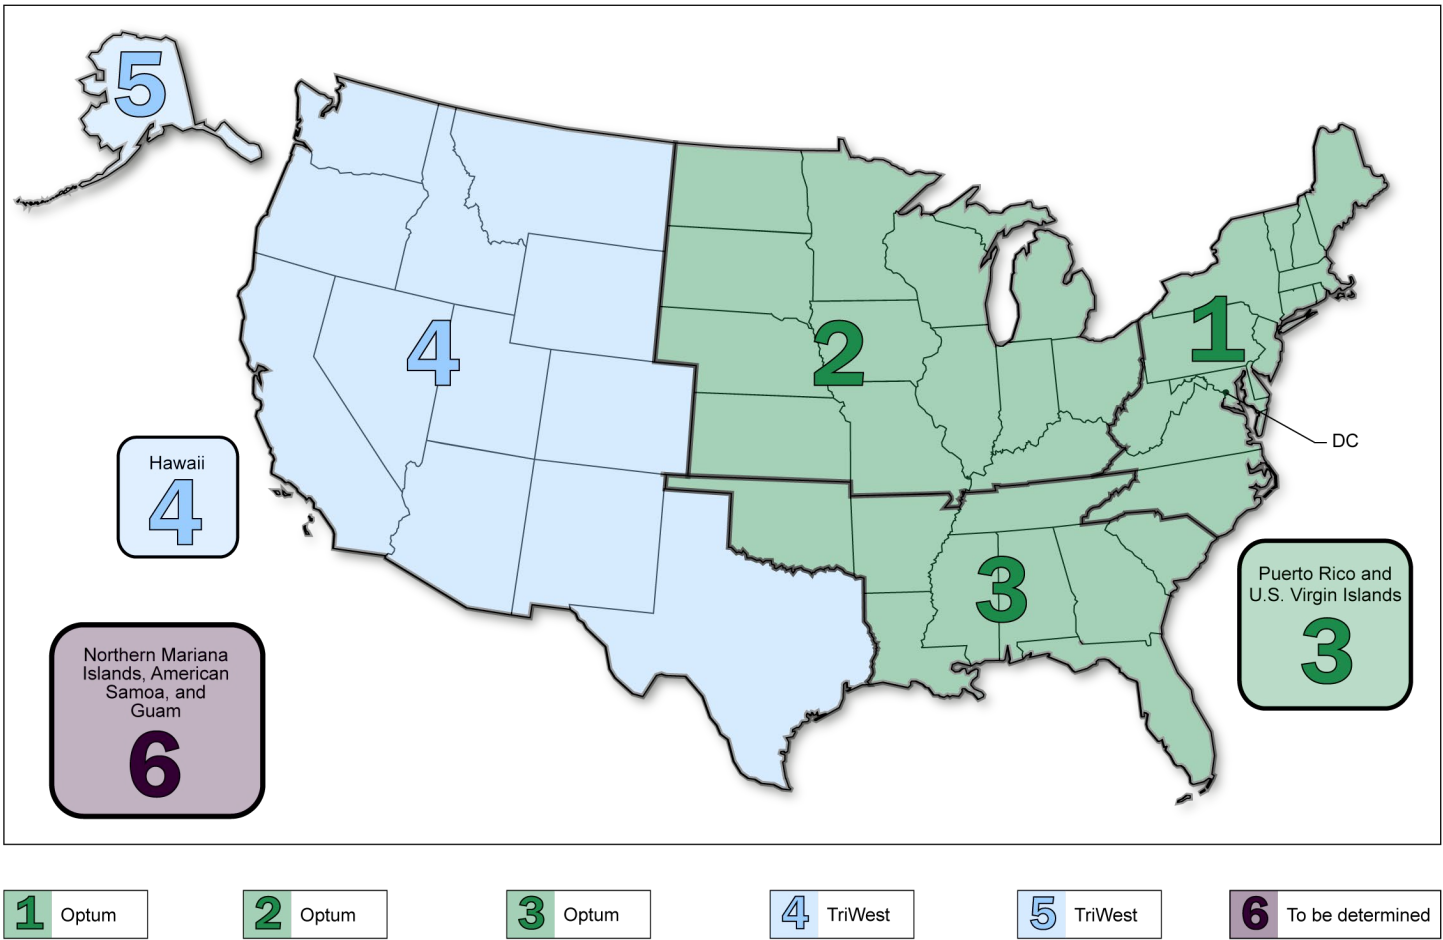 5
4
2
1
DC
Hawaii
4
3
Puerto Rico and
U.S. Virgin Islands
3
Northern Mariana
Islands, American
Samoa, and
Guam
6
1 Optum
2 Optum
3 Optum
4 TriWest
5 TriWest
6 To be determined